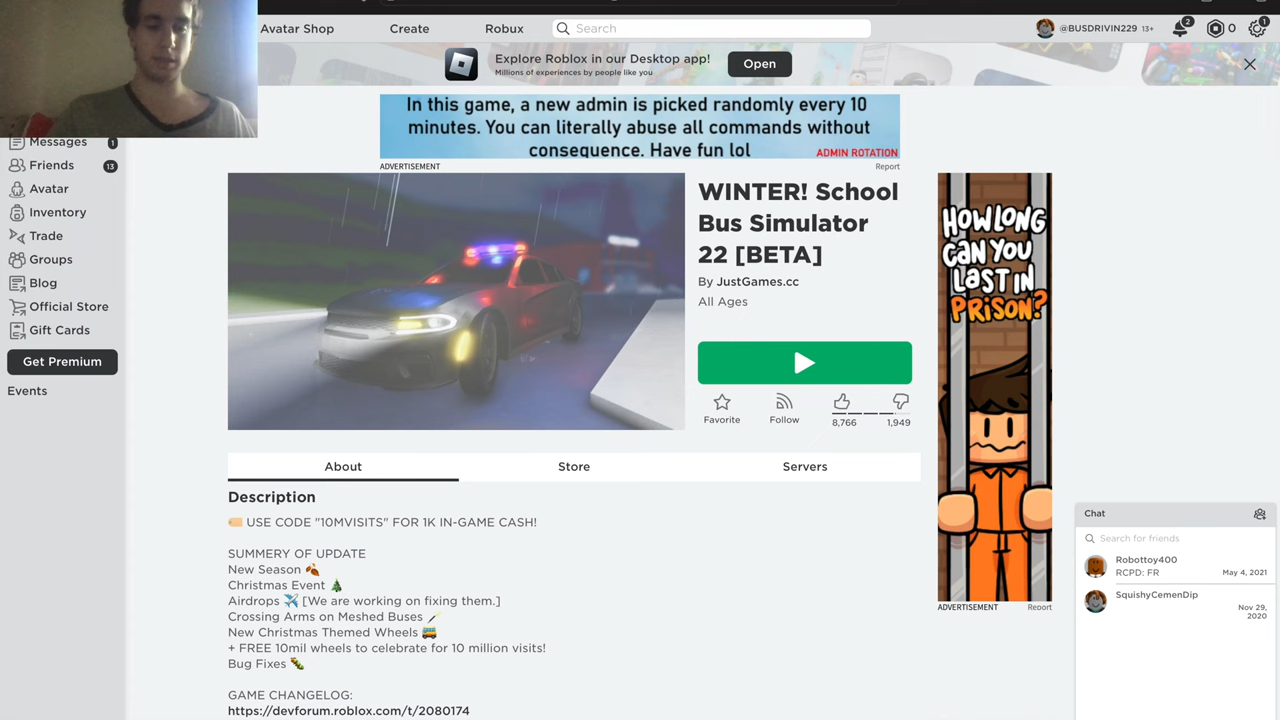 Avatar Shop
Create
Robux
Search
@BUSDRIVIN229 13+
2
0
1
Explore Roblox in our Desktop app!
Millions of experiences by people like you
Open
In this game, a new admin is picked randomly every 10
minutes. You can literally abuse all commands without
consequence. Have fun lol
ADMIN ROTATION
ADVERTISEMENT
Report
Messages 1
Friends 13
Avatar
Inventory
Trade
Groups
Blog
Official Store
Gift Cards
Get Premium
Events
WINTER! School
Bus Simulator
22 [BETA]
By JustGames.cc
All Ages
Favorite
Follow
8,766
1,949
HOW LONG
CAN YOU
LAST IN
PRISON?
ADVERTISEMENT
Report
About
Store
Servers
Description
USE CODE "10MVISITS" FOR 1K IN-GAME CASH!
SUMMERY OF UPDATE
New Season 🍂
Christmas Event 🎄
Airdrops ✈️ [We are working on fixing them.]
Crossing Arms on Meshed Buses
New Christmas Themed Wheels 🚌
+ FREE 10mil wheels to celebrate for 10 million visits!
Bug Fixes 🐛
GAME CHANGELOG:
https://devforum.roblox.com/t/2080174
Chat
Search for friends
Robottoy400
RCPD: FR
May 4, 2021
SquishyCemenDip
Nov 29,
2020